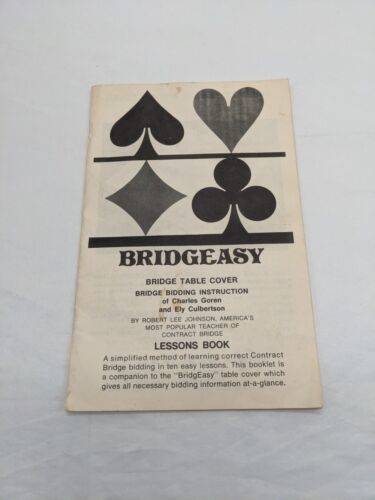 BRIDGEASY
BRIDGE TABLE COVER
BRIDGE BIDDING INSTRUCTION
of Charles Goren
and Ely Culbertson
BY ROBERT LEE JOHNSON, AMERICA'S
MOST POPULAR TEACHER OF
CONTRACT BRIDGE
LESSONS BOOK
A simplified method of learning correct Contract
Bridge bidding in ten easy lessons. This booklet is
a companion to the "BridgEasy" table cover which
gives all necessary bidding information at-a-glance.